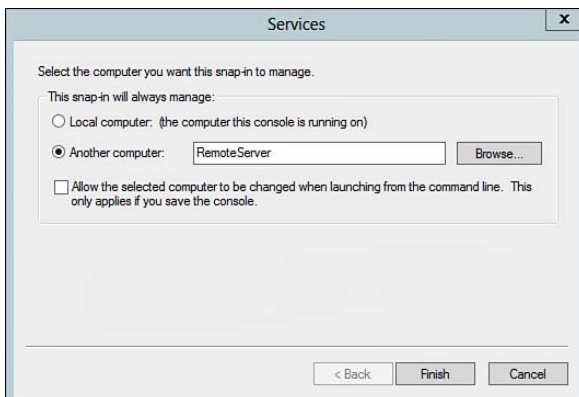 Services
x
Select the computer you want this snap-in to manage.
This snap-in will always manage:
Local computer: (the computer this console is running on)
Another computer: RemoteServer Browse...
Allow the selected computer to be changed when launching from the command line. This
only applies if you save the console.
< Back Finish Cancel